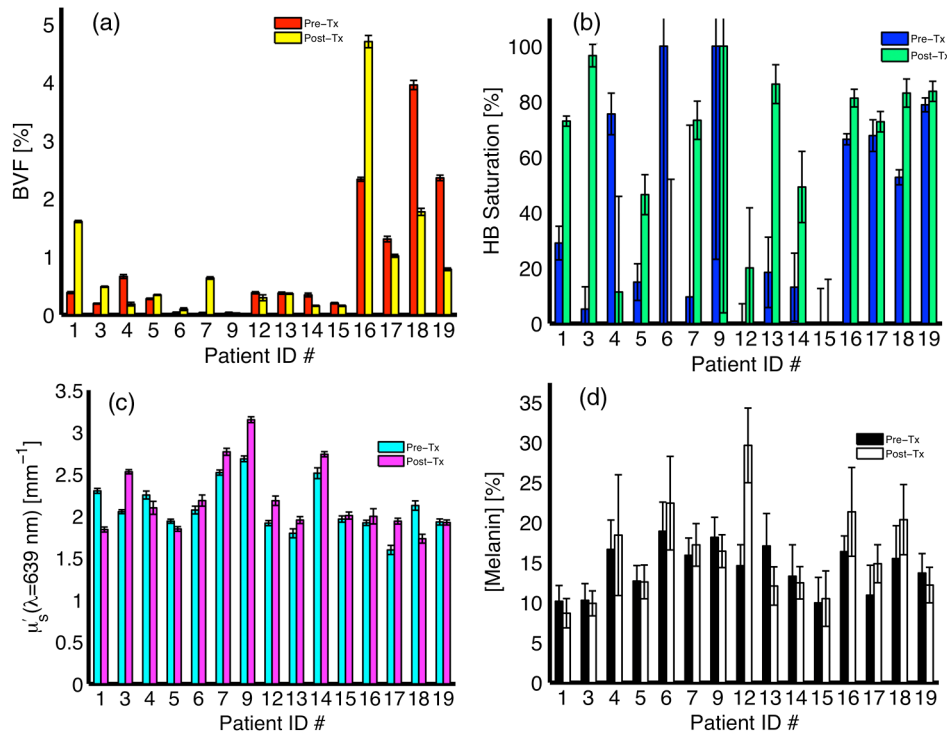 (a)
Pre-Tx
Post-Tx
BVF [%]
5
4
3
2
1
0
1 3 4 5 6 7 9 12 13 14 15 16 17 18 19
Patient ID #
(b)
Pre-Tx
Post-Tx
HB Saturation [%]
100
80
60
40
20
0
1 3 4 5 6 7 9 12 13 14 15 16 17 18 19
Patient ID #
(c)
Pre-Tx
Post-Tx
μ′s(λ=639 nm) [mm⁻¹]
3.5
3
2.5
2
1.5
1
0.5
0
1 3 4 5 6 7 9 12 13 14 15 16 17 18 19
Patient ID #
(d)
Pre-Tx
Post-Tx
[Melanin] [%]
35
30
25
20
15
10
5
0
1 3 4 5 6 7 9 12 13 14 15 16 17 18 19
Patient ID #